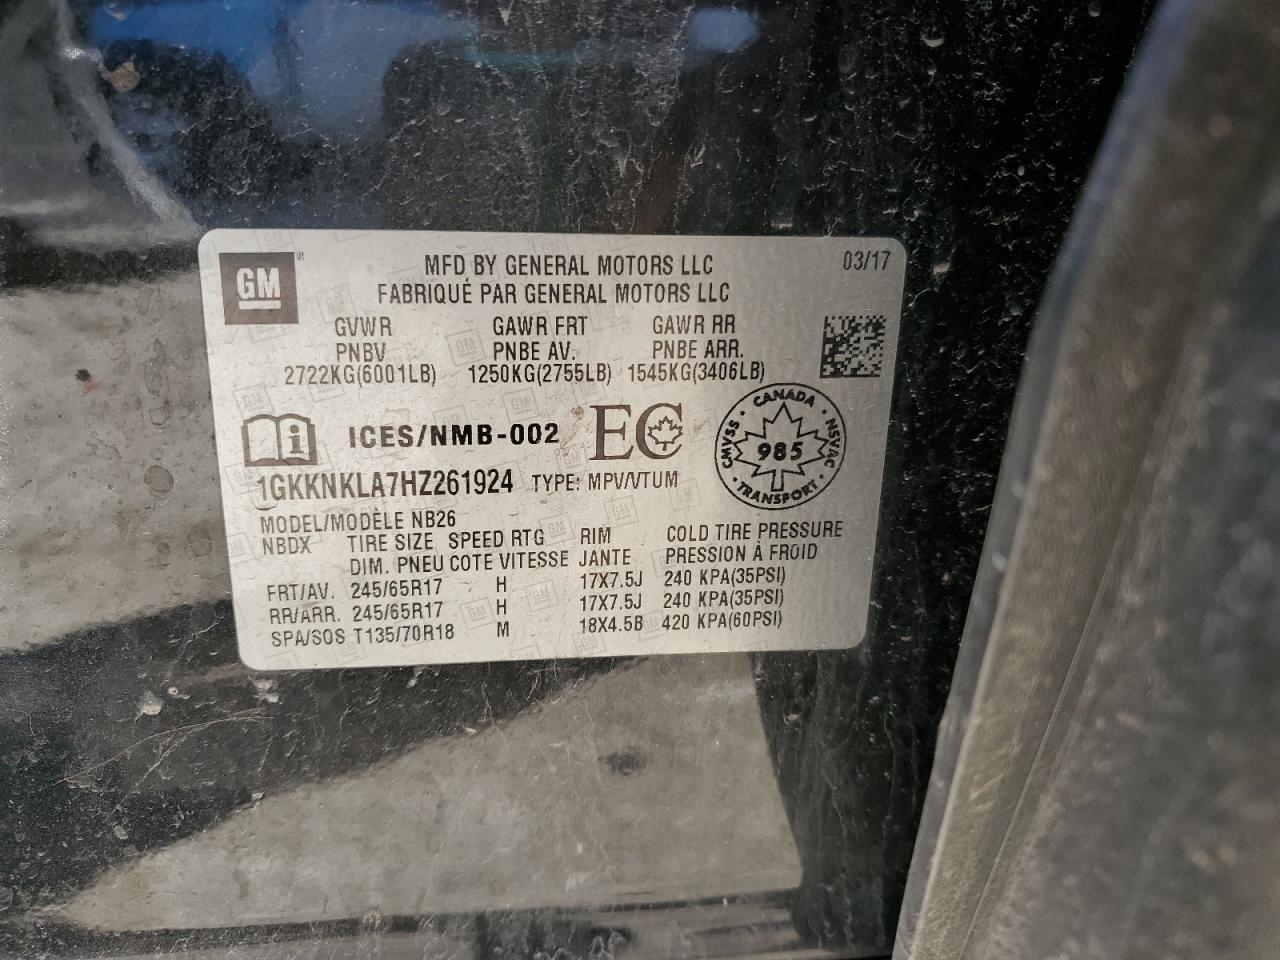 GM
MFD BY GENERAL MOTORS LLC
03/17
FABRIQUÉ PAR GENERAL MOTORS LLC
GVWR GAWR FRT GAWR RR
PNBV PNBE AV. PNBE ARR.
2722KG(6001LB) 1250KG(2755LB) 1545KG(3406LB)
i ICES/NMB-002 EC
CANADA CMVSS · NSVAC 985 · TRANSPORT ·
1GKKNKLA7HZ261924 TYPE: MPV/VTUM
MODEL/MODÈLE NB26
NBDX TIRE SIZE SPEED RTG RIM COLD TIRE PRESSURE
DIM. PNEU COTE VITESSE JANTE PRESSION À FROID
FRT/AV. 245/65R17 H 17X7.5J 240 KPA(35PSI)
RR/ARR. 245/65R17 H 17X7.5J 240 KPA(35PSI)
SPA/SOS T135/70R18 M 18X4.5B 420 KPA(60PSI)